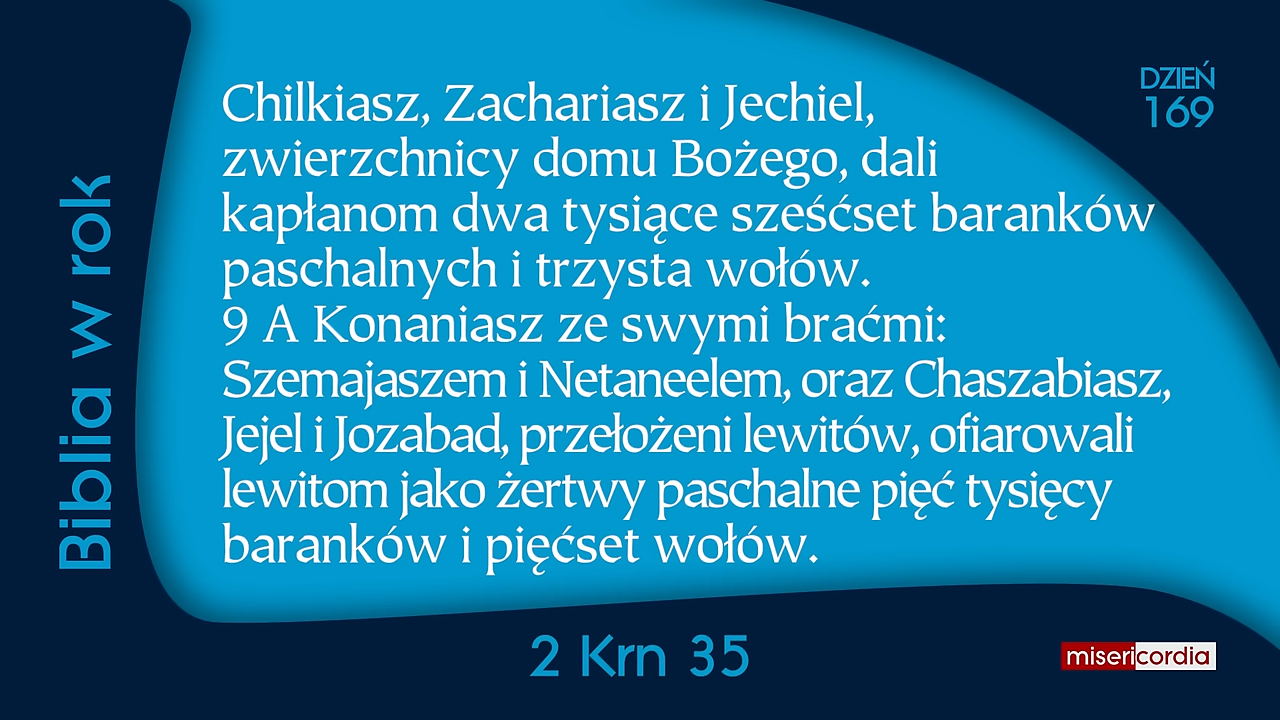 Chilkiasz, Zachariasz i Jechiel,
zwierzchnicy domu Bożego, dali
kapłanom dwa tysiące sześćset baranków
paschalnych i trzysta wołów.
9 A Konaniasz ze swymi braćmi:
Szemajaszem i Netaneelem, oraz Chaszabiasz,
Jejel i Jozabad, przełożeni lewitów, ofiarowali
lewitom jako żertwy paschalne pięć tysięcy
baranków i pięćset wołów.
DZIEŃ
169
Biblia w rok
2 Krn 35
misericordia